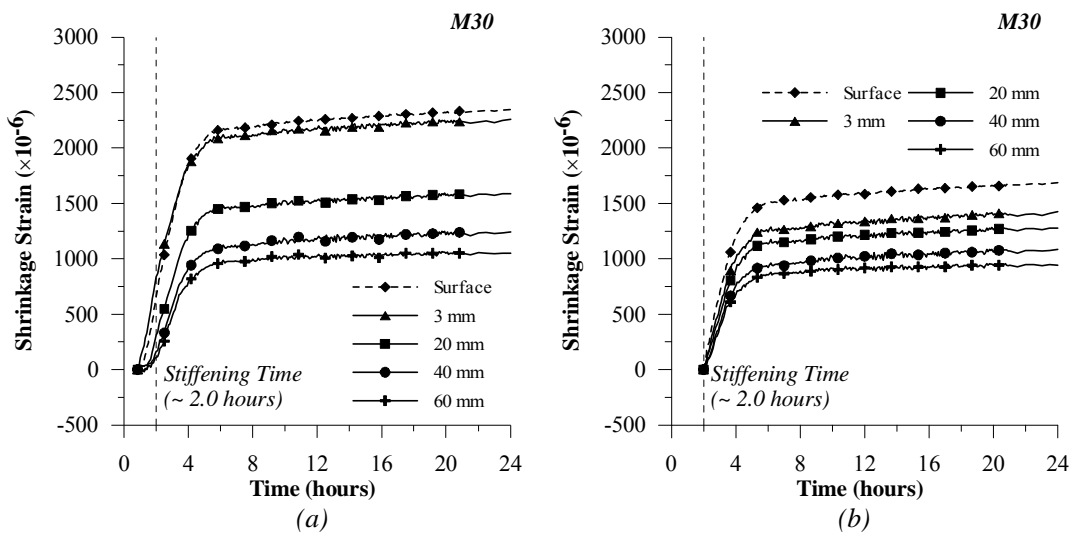 M30
3000
2500
2000
1500
1000
500
0
-500
Shrinkage Strain (×10-6)
Surface
3 mm
20 mm
40 mm
60 mm
Stiffening Time
(~ 2.0 hours)
0 4 8 12 16 20 24
Time (hours)
(a)
M30
3000
2500
2000
1500
1000
500
0
-500
Shrinkage Strain (×10-6)
Surface 20 mm
3 mm 40 mm
60 mm
Stiffening Time
(~ 2.0 hours)
0 4 8 12 16 20 24
Time (hours)
(b)